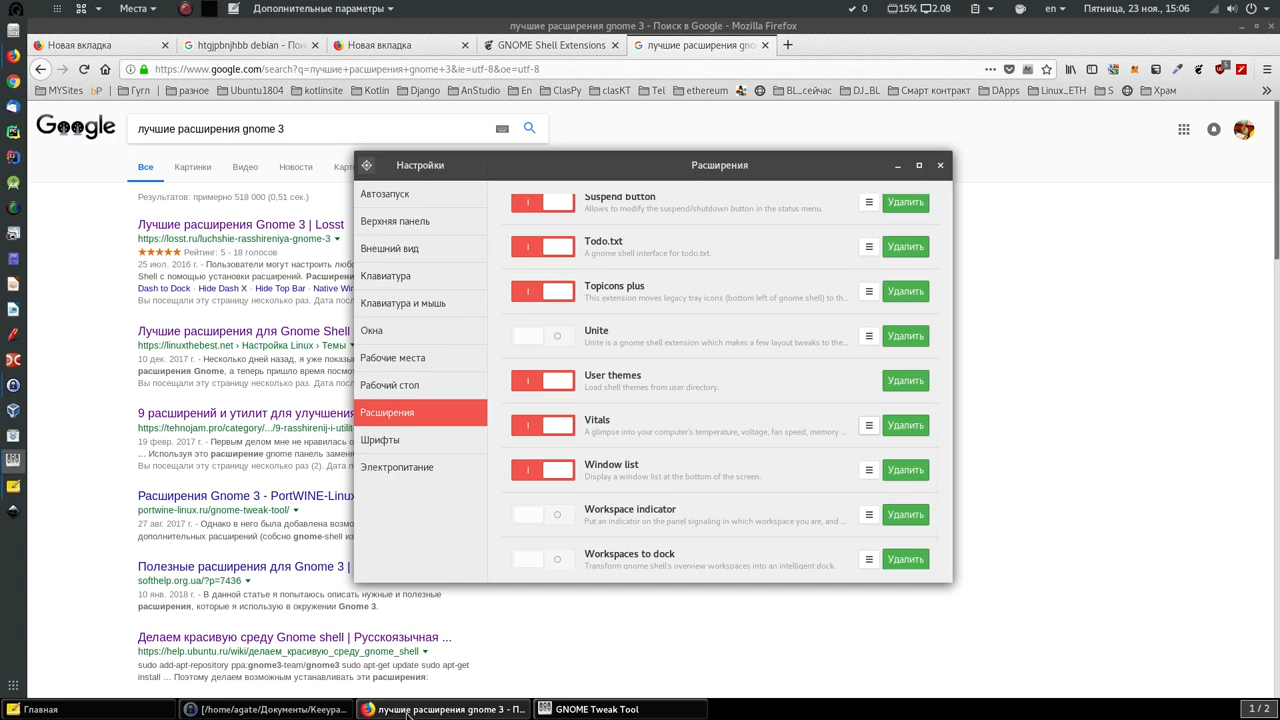 Места
Дополнительные параметры
0
15%
2.08
en
Пятница, 23 ноя, 15:06
лучшие расширения gnome 3 - Поиск в Google - Mozilla Firefox
Новая вкладка
htgjpbnjhbb debian - Пои
Новая вкладка
GNOME Shell Extensions
лучшие расширения gno
https://www.google.com/search?q=лучшие+расширения+gnome+3&ie=utf-8&oe=utf-8
5
MYSites
bP
Гугл
разное
Ubuntu1804
kotlinsite
Kotlin
Django
AnStudio
En
ClasPy
clasKT
Tel
ethereum
BL_сейчас
DJ_BL
Смарт контракт
DApps
Linux_ETH
S
Храм
Google
лучшие расширения gnome 3
Все
Картинки
Видео
Новости
Карт
Результатов: примерно 518 000 (0,51 сек.)
Лучшие расширения Gnome 3 | Losst
https://losst.ru/luchshie-rasshireniya-gnome-3
Рейтинг: 5 - 18 голосов
25 июл. 2016 г. - Пользователи могут настроить любо
Shell с помощью установки расширений. Расширени
Dash to Dock · Hide Dash X · Hide Top Bar · Native Win
Вы посещали эту страницу несколько раз. Дата посл
Лучшие расширения для Gnome Shell
https://linuxthebest.net › Настройка Linux › Темы
10 дек. 2017 г. - Несколько дней назад, я уже показы
расширения Gnome, а теперь пришло время посмот
Вы посещали эту страницу несколько раз. Дата посл
9 расширений и утилит для улучшения
https://tehnojam.pro/category/.../9-rasshirenij-i-utili
19 февр. 2017 г. - Первым делом мне не нравилась о
... Используя это расширение gnome панель заменя
Вы посещали эту страницу несколько раз (2). Дата п
Расширения Gnome 3 - PortWINE-Linux
portwine-linux.ru/gnome-tweak-tool/
27 авг. 2017 г. - Однако в него была добавлена возмо
дополнительных расширений (собсно gnome-shell из
Полезные расширения для Gnome 3 |
softhelp.org.ua/?p=7436
10 янв. 2018 г. - В данной статье я попытаюсь описать нужные и полезные
расширения, которые я использую в окружении Gnome 3.
Делаем красивую среду Gnome shell | Русскоязычная ...
https://help.ubuntu.ru/wiki/делаем_красивую_среду_gnome_shell
sudo add-apt-repository ppa:gnome3-team/gnome3 sudo apt-get update sudo apt-get
install ... Поэтому делаем возможным устанавливать эти расширения:
Настройки
Расширения
Автозапуск
Верхняя панель
Внешний вид
Клавиатура
Клавиатура и мышь
Окна
Рабочие места
Рабочий стол
Расширения
Шрифты
Электропитание
Suspend button
Allows to modify the suspend/shutdown button in the status menu.
Удалить
Todo.txt
A gnome shell interface for todo.txt.
Удалить
Topicons plus
This extension moves legacy tray icons (bottom left of gnome shell) to th...
Удалить
Unite
Unite is a gnome shell extension which makes a few layout tweaks to the...
Удалить
User themes
Load shell themes from user directory.
Удалить
Vitals
A glimpse into your computer's temperature, voltage, fan speed, memory ...
Удалить
Window list
Display a window list at the bottom of the screen.
Удалить
Workspace indicator
Put an indicator on the panel signaling in which workspace you are, and ...
Удалить
Workspaces to dock
Transform gnome shell's overview workspaces into an intelligent dock.
Удалить
Главная
[/home/agate/Документы/Keeypa...
лучшие расширения gnome 3 - П...
GNOME Tweak Tool
1 / 2